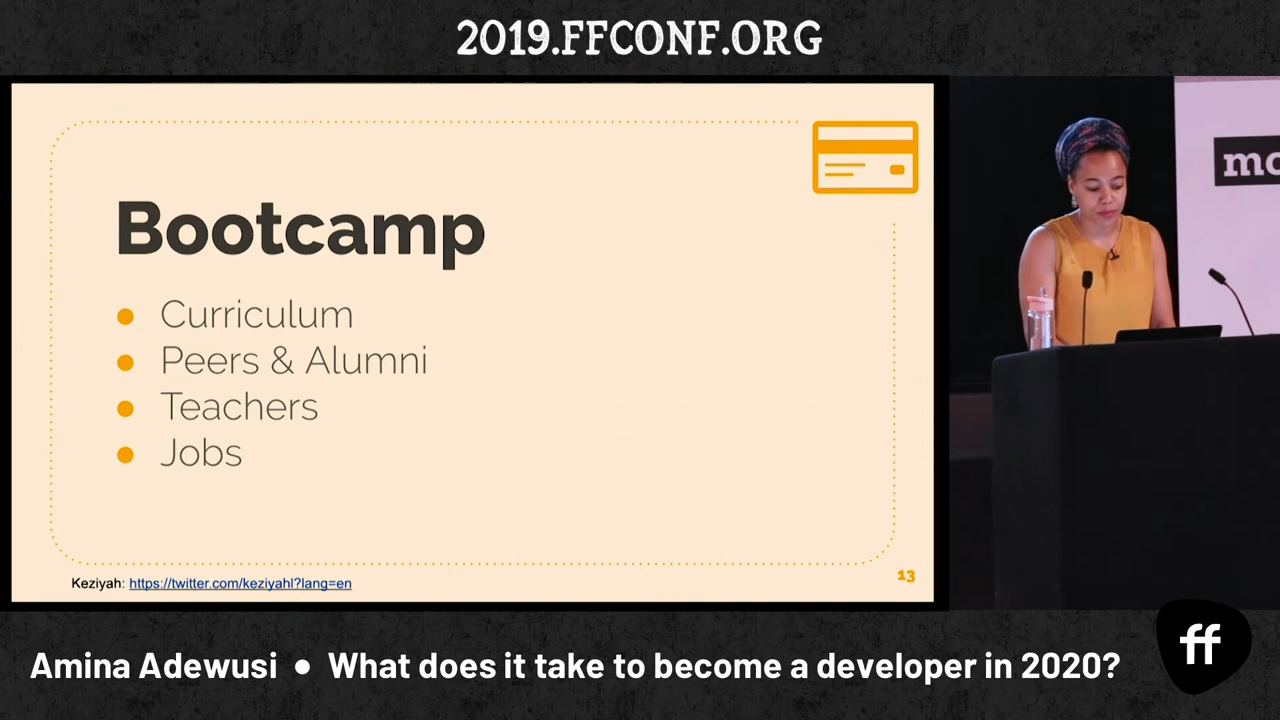 2019.FFCONF.ORG
Bootcamp
● Curriculum
● Peers & Alumni
● Teachers
● Jobs
Keziyah: https://twitter.com/keziyahl?lang=en
13
mo
Amina Adewusi ● What does it take to become a developer in 2020?
ff